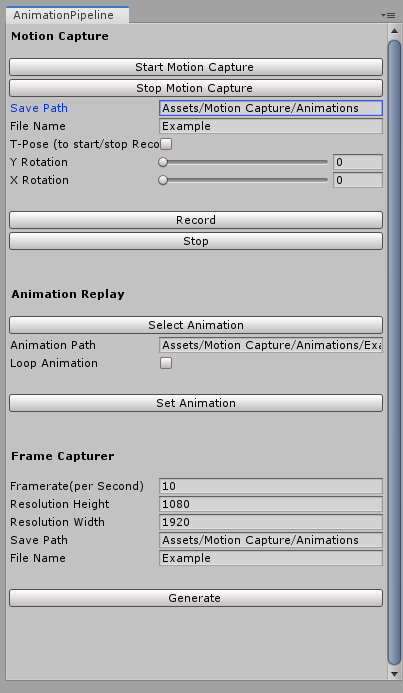 AnimationPipeline
Motion Capture
Start Motion Capture
Stop Motion Capture
Save Path Assets/Motion Capture/Animations
File Name Example
T-Pose (to start/stop Reco
Y Rotation 0
X Rotation 0
Record
Stop
Animation Replay
Select Animation
Animation Path Assets/Motion Capture/Animations/Exa
Loop Animation
Set Animation
Frame Capturer
Framerate(per Second) 10
Resolution Height 1080
Resolution Width 1920
Save Path Assets/Motion Capture/Animations
File Name Example
Generate